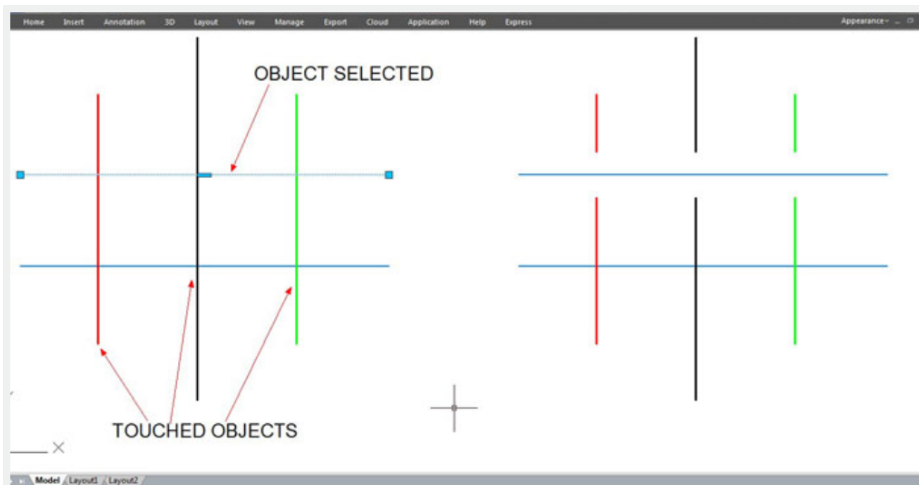 Home Insert Annotation 3D Layout View Manage Export Cloud Application Help Express Appearance
OBJECT SELECTED
TOUCHED OBJECTS
Model Layout1 Layout2